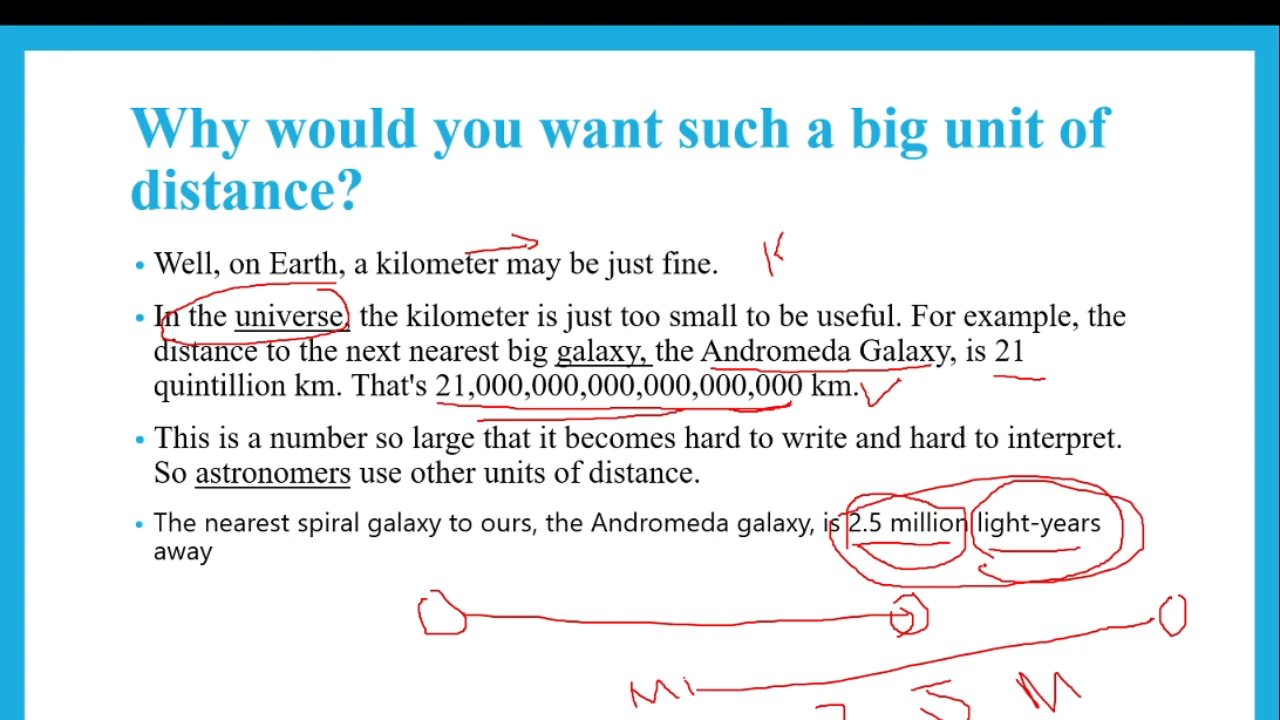 Why would you want such a big unit of
distance?
• Well, on Earth, a kilometer may be just fine. K
• In the universe, the kilometer is just too small to be useful. For example, the
distance to the next nearest big galaxy, the Andromeda Galaxy, is 21
quintillion km. That's 21,000,000,000,000,000,000 km.
• This is a number so large that it becomes hard to write and hard to interpret.
So astronomers use other units of distance.
• The nearest spiral galaxy to ours, the Andromeda galaxy, is 2.5 million light-years
away